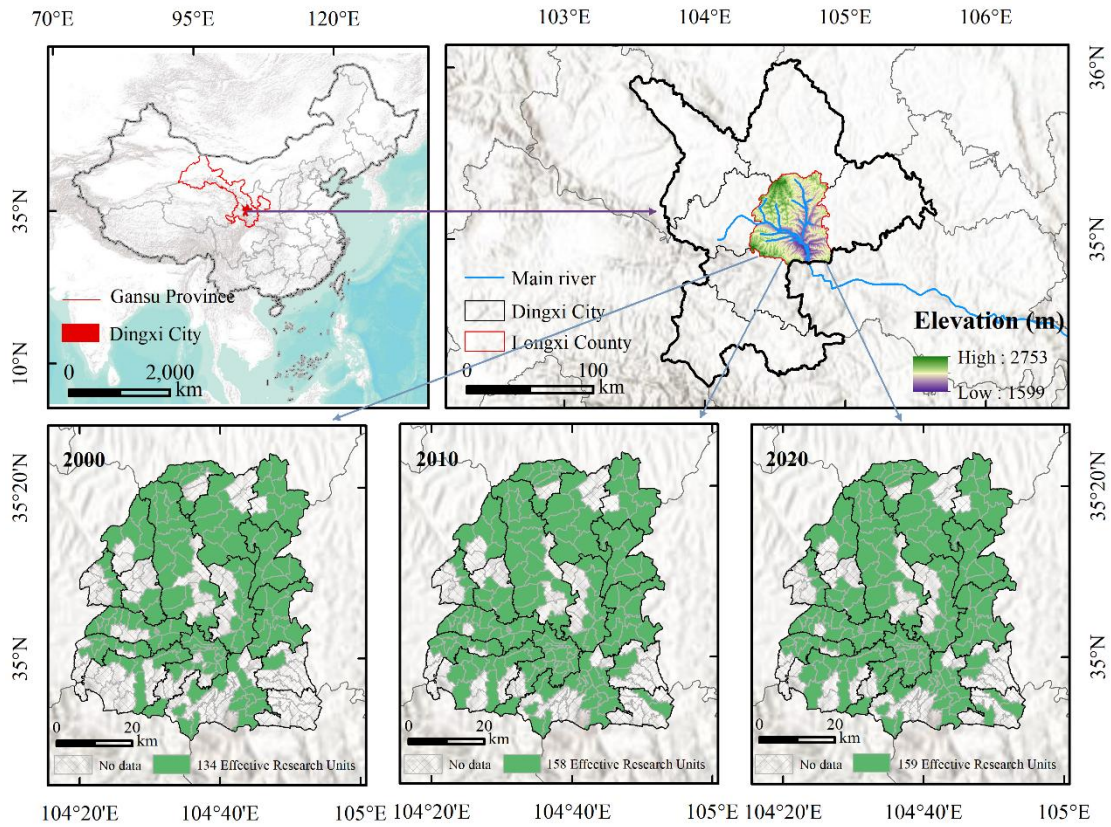 70°E 95°E 120°E
103°E 104°E 105°E 106°E
35°N
10°N
Gansu Province
Dingxi City
0 2,000
km
36°N
35°N
Main river
Dingxi City
Longxi County
0 100
km
Elevation (m)
High : 2753
Low : 1599
35°20'N
35°N
2000
0 20
km
No data 134 Effective Research Units
2010
0 20
km
No data 158 Effective Research Units
2020
0 20
km
No data 159 Effective Research Units
35°20'N
35°N
104°20'E 104°40'E 105°E
104°20'E 104°40'E 105°E
104°20'E 104°40'E 105°E